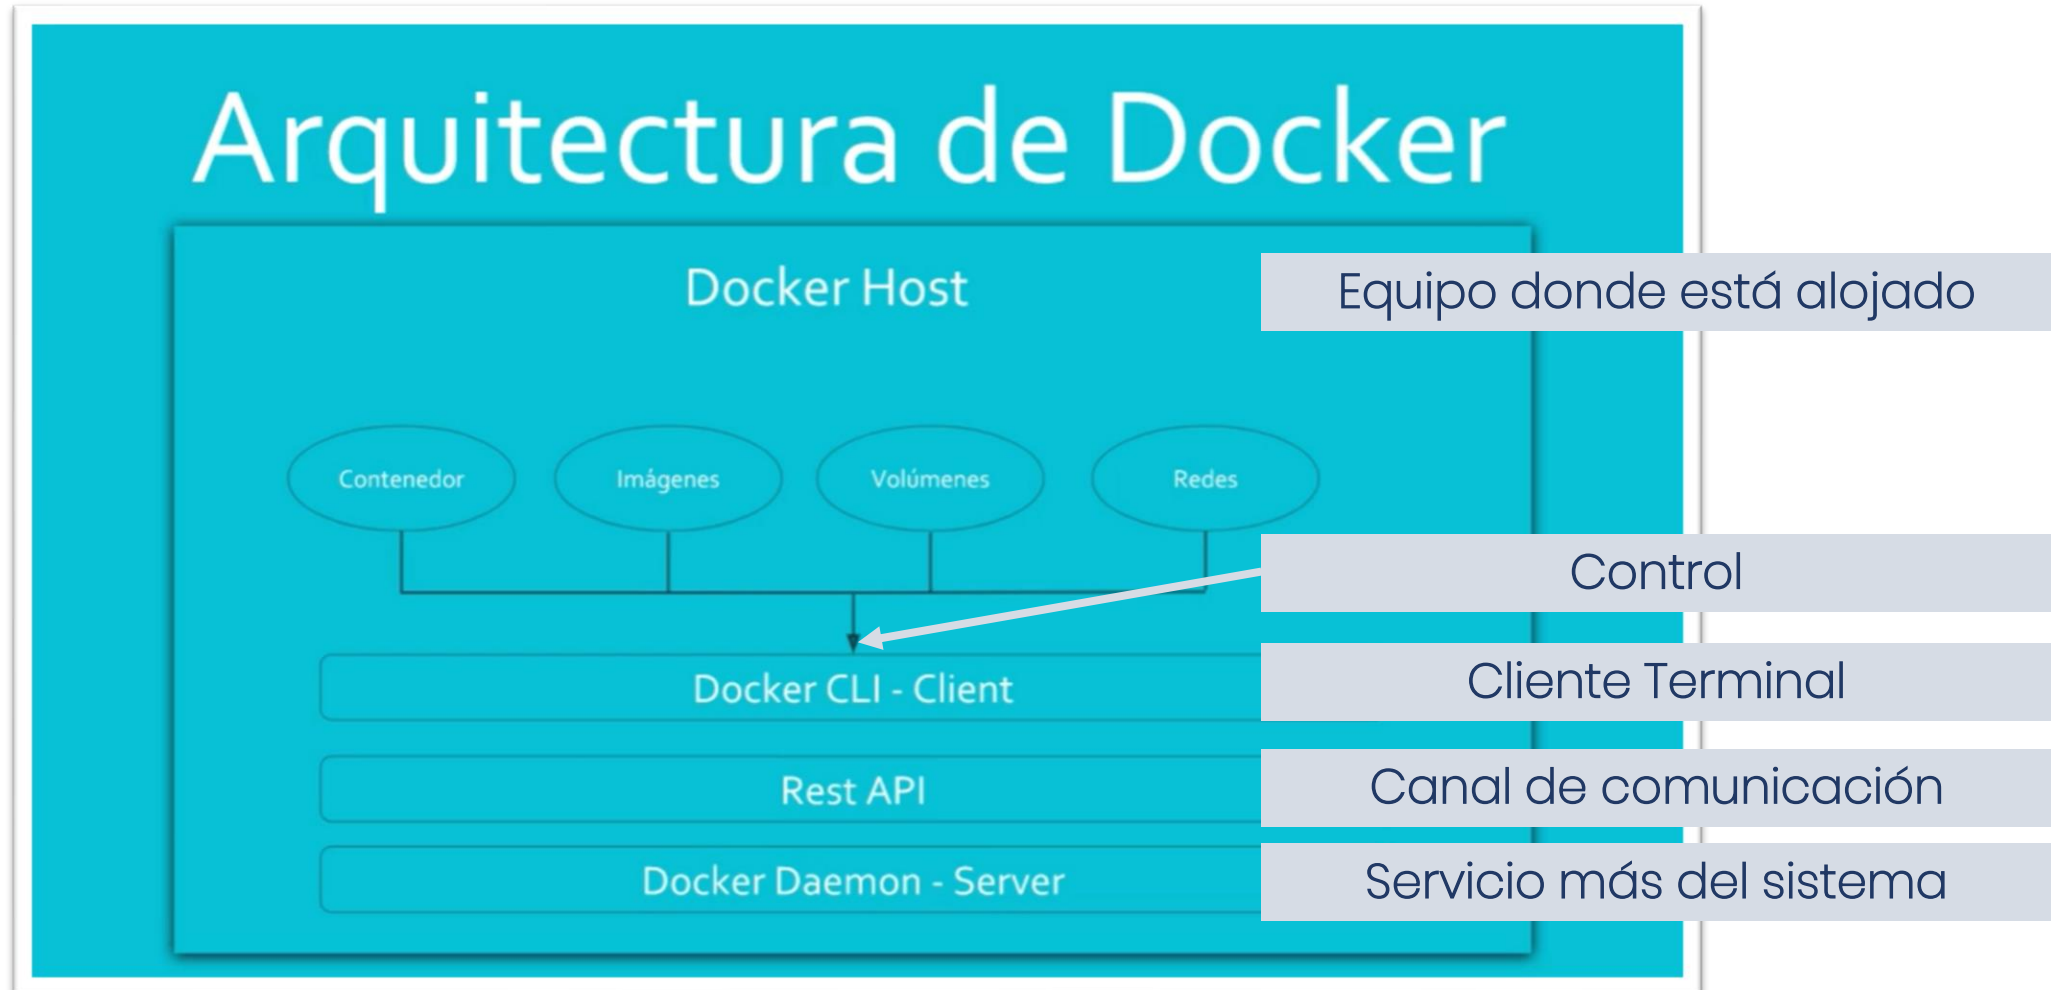 Arquitectura de Docker
Docker Host
Equipo donde está alojado
Contenedor
Imágenes
Volúmenes
Redes
Control
Docker CLI - Client
Cliente Terminal
Rest API
Canal de comunicación
Docker Daemon - Server
Servicio más del sistema